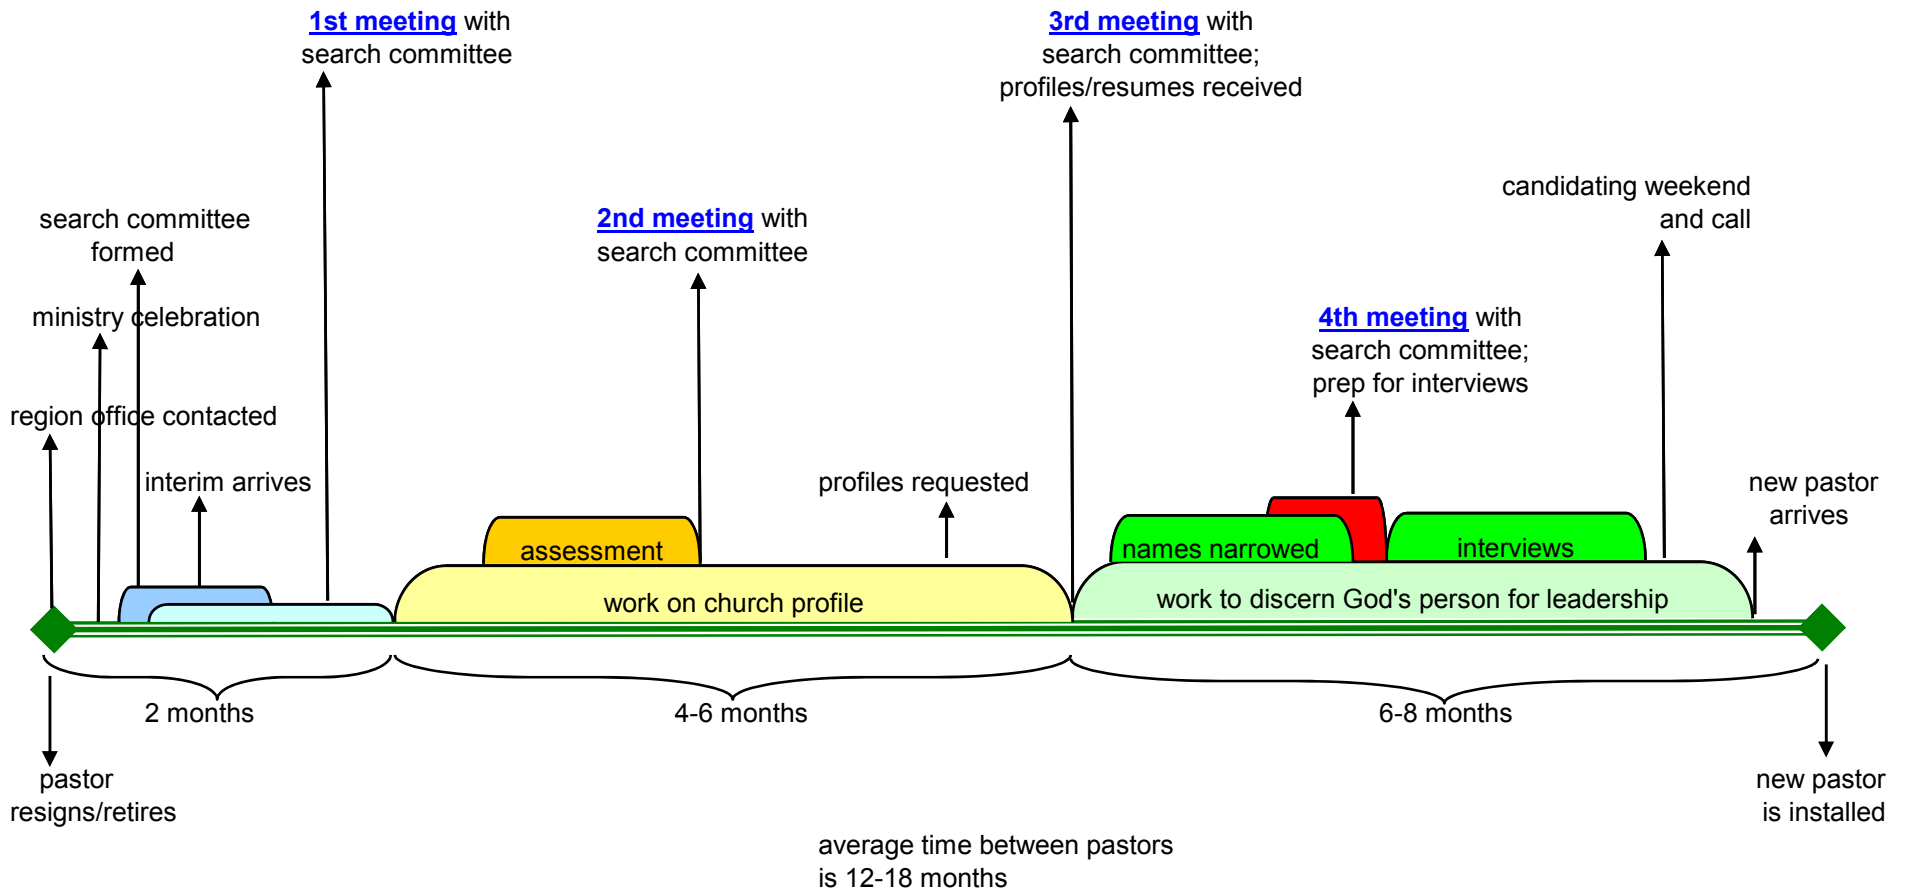 1st meeting with
search committee
3rd meeting with
search committee;
profiles/resumes received
candidating weekend
and call
search committee
formed
2nd meeting with
search committee
ministry celebration
4th meeting with
search committee;
prep for interviews
region office contacted
interim arrives
profiles requested
new pastor
arrives
assessment
names narrowed
interviews
work on church profile
work to discern God's person for leadership
2 months
4-6 months
6-8 months
pastor
resigns/retires
new pastor
is installed
average time between pastors
is 12-18 months